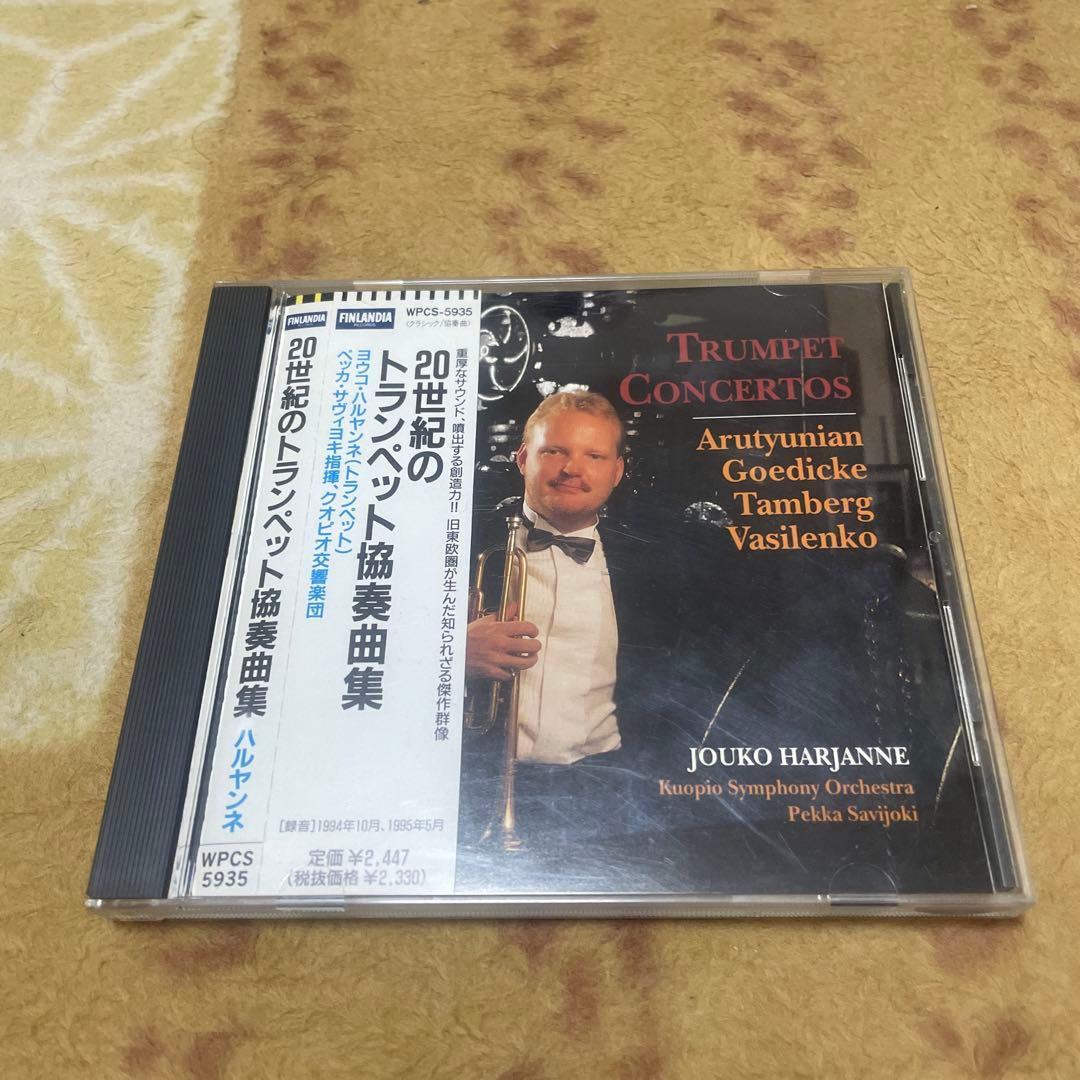 FINLANDIA
20世紀のトランペット協奏曲集 ハルヤンネ
WPCS
5935
FINLANDIA
RECORDS
WPCS-5935
(クラシック/協奏曲)
重厚なサウンド、噴出する創造力!! 旧東欧圏が生んだ知られざる傑作群像
20世紀の
トランペット協奏曲集
ヨウコ・ハルヤンネ(トランペット)
ペッカ・サヴィヨキ指揮、クオピオ交響楽団
[録音]1994年10月、1995年5月
定価 ¥2,447
(税抜価格 ¥2,330)
TRUMPET
CONCERTOS
Arutyunian
Goedicke
Tamberg
Vasilenko
JOUKO HARJANNE
Kuopio Symphony Orchestra
Pekka Savijoki